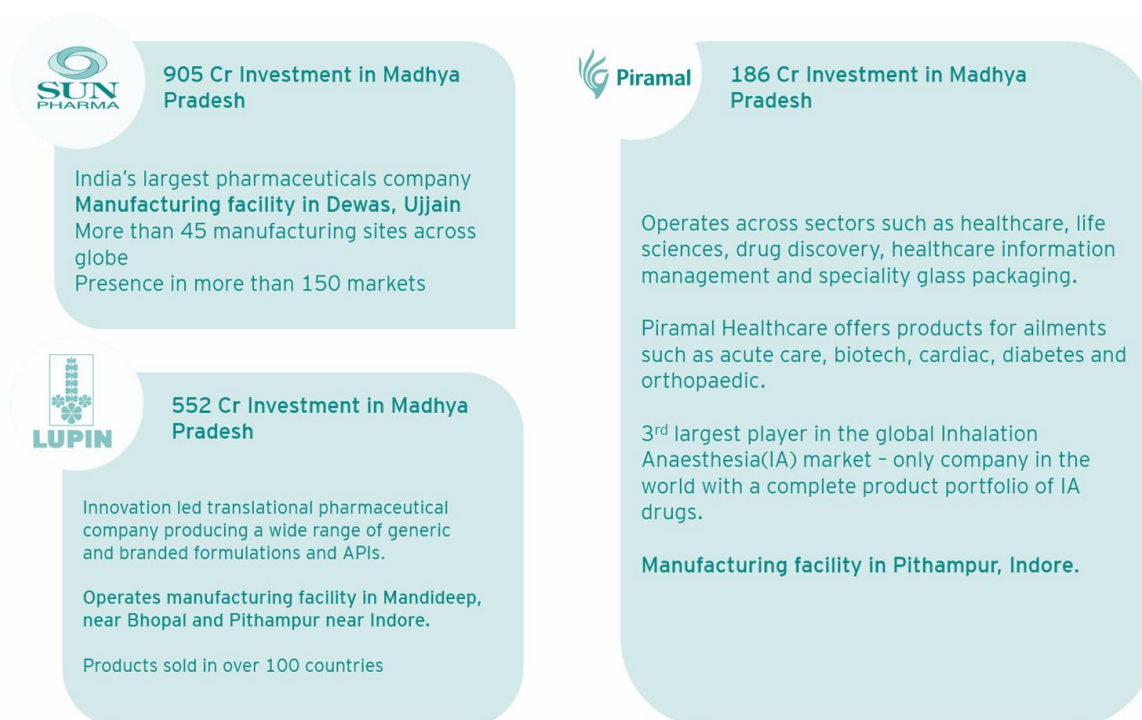 SUN
PHARMA
905 Cr Investment in Madhya
Pradesh
India's largest pharmaceuticals company
Manufacturing facility in Dewas, Ujjain
More than 45 manufacturing sites across
globe
Presence in more than 150 markets
LUPIN
552 Cr Investment in Madhya
Pradesh
Innovation led translational pharmaceutical
company producing a wide range of generic
and branded formulations and APIs.
Operates manufacturing facility in Mandideep,
near Bhopal and Pithampur near Indore.
Products sold in over 100 countries
Piramal
186 Cr Investment in Madhya
Pradesh
Operates across sectors such as healthcare, life
sciences, drug discovery, healthcare information
management and speciality glass packaging.
Piramal Healthcare offers products for ailments
such as acute care, biotech, cardiac, diabetes and
orthopaedic.
3rd largest player in the global Inhalation
Anaesthesia(IA) market – only company in the
world with a complete product portfolio of IA
drugs.
Manufacturing facility in Pithampur, Indore.